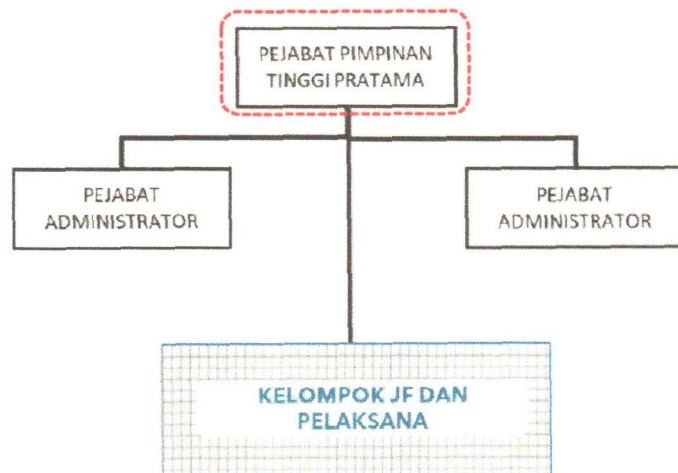 PEJABAT PIMPINAN
TINGGI PRATAMA
PEJABAT
ADMINISTRATOR
PEJABAT
ADMINISTRATOR
KELOMPOK JF DAN
PELAKSANA